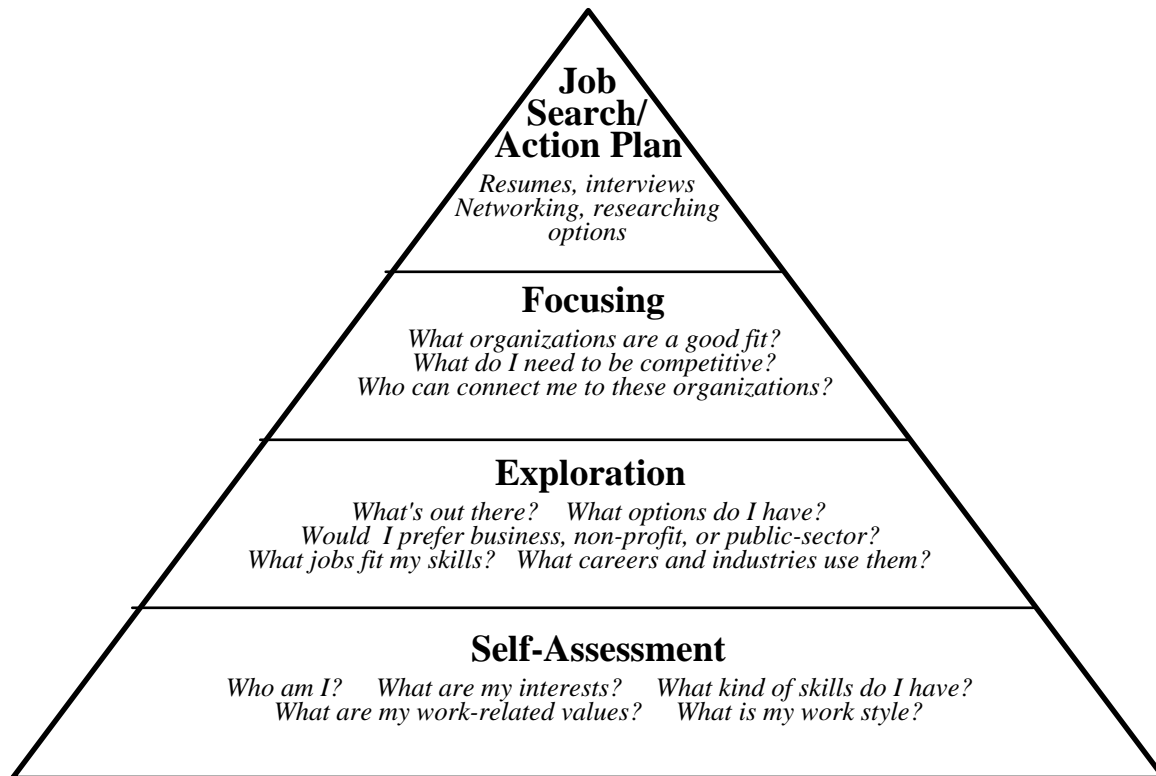 Job
Search/
Action Plan
Resumes, interviews
Networking, researching
options
Focusing
What organizations are a good fit?
What do I need to be competitive?
Who can connect me to these organizations?
Exploration
What's out there? What options do I have?
Would I prefer business, non-profit, or public-sector?
What jobs fit my skills? What careers and industries use them?
Self-Assessment
Who am I? What are my interests? What kind of skills do I have?
What are my work-related values? What is my work style?